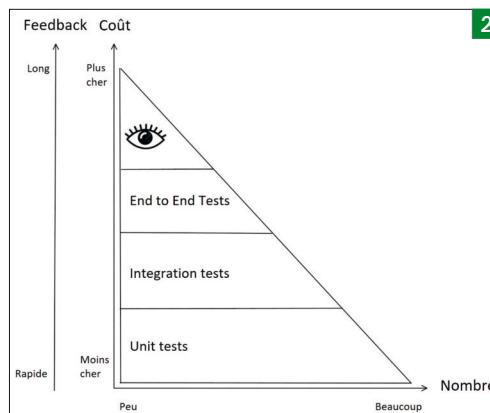 Feedback Coût
2
Long
Plus
cher
End to End Tests
Integration tests
Unit tests
Rapide
Moins
cher
Nombre
Peu
Beaucoup